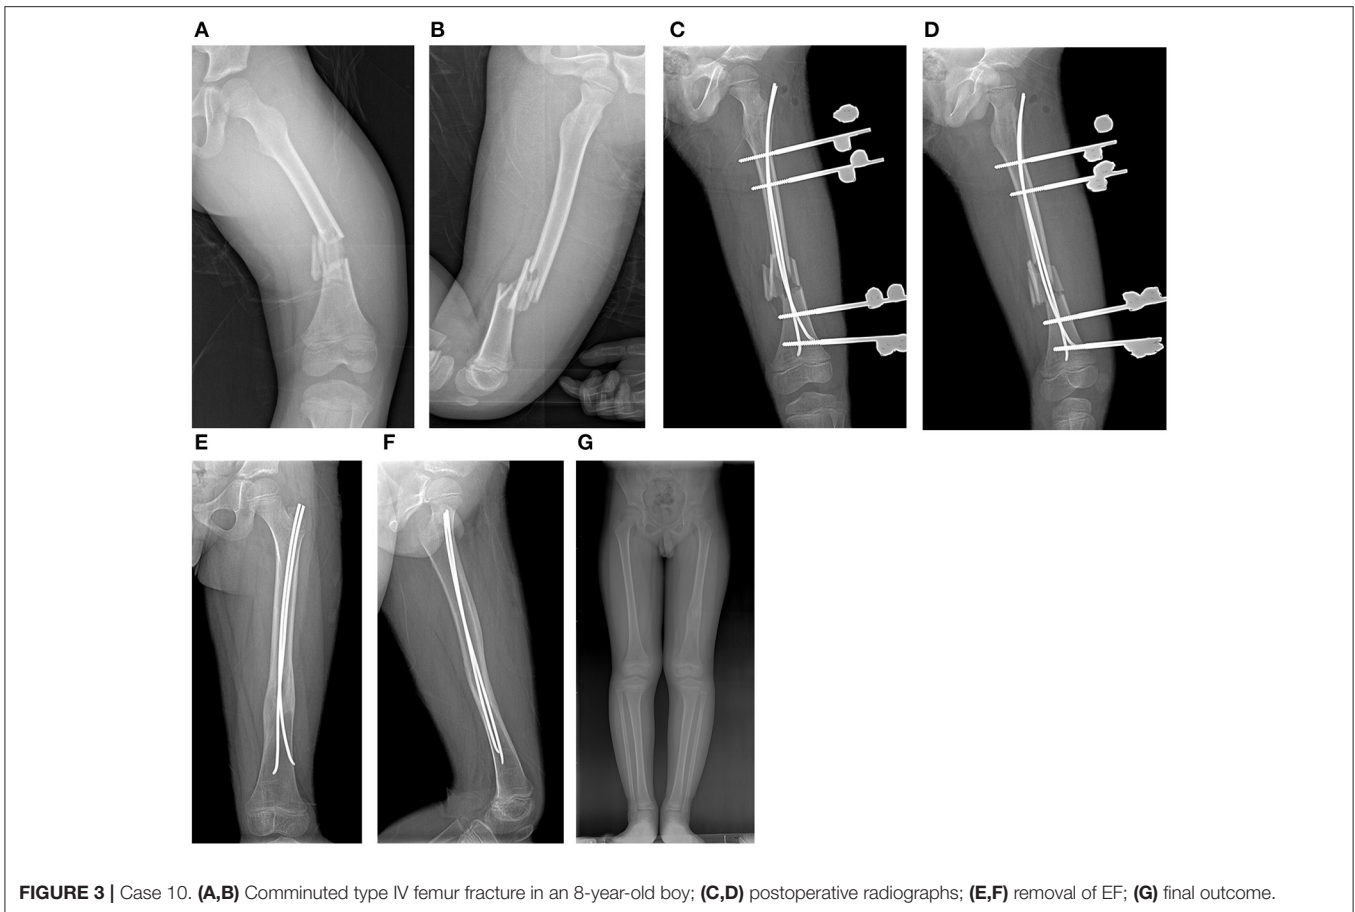 A B C D
E F G
FIGURE 3 | Case 10. (A,B) Comminuted type IV femur fracture in an 8-year-old boy; (C,D) postoperative radiographs; (E,F) removal of EF; (G) final outcome.